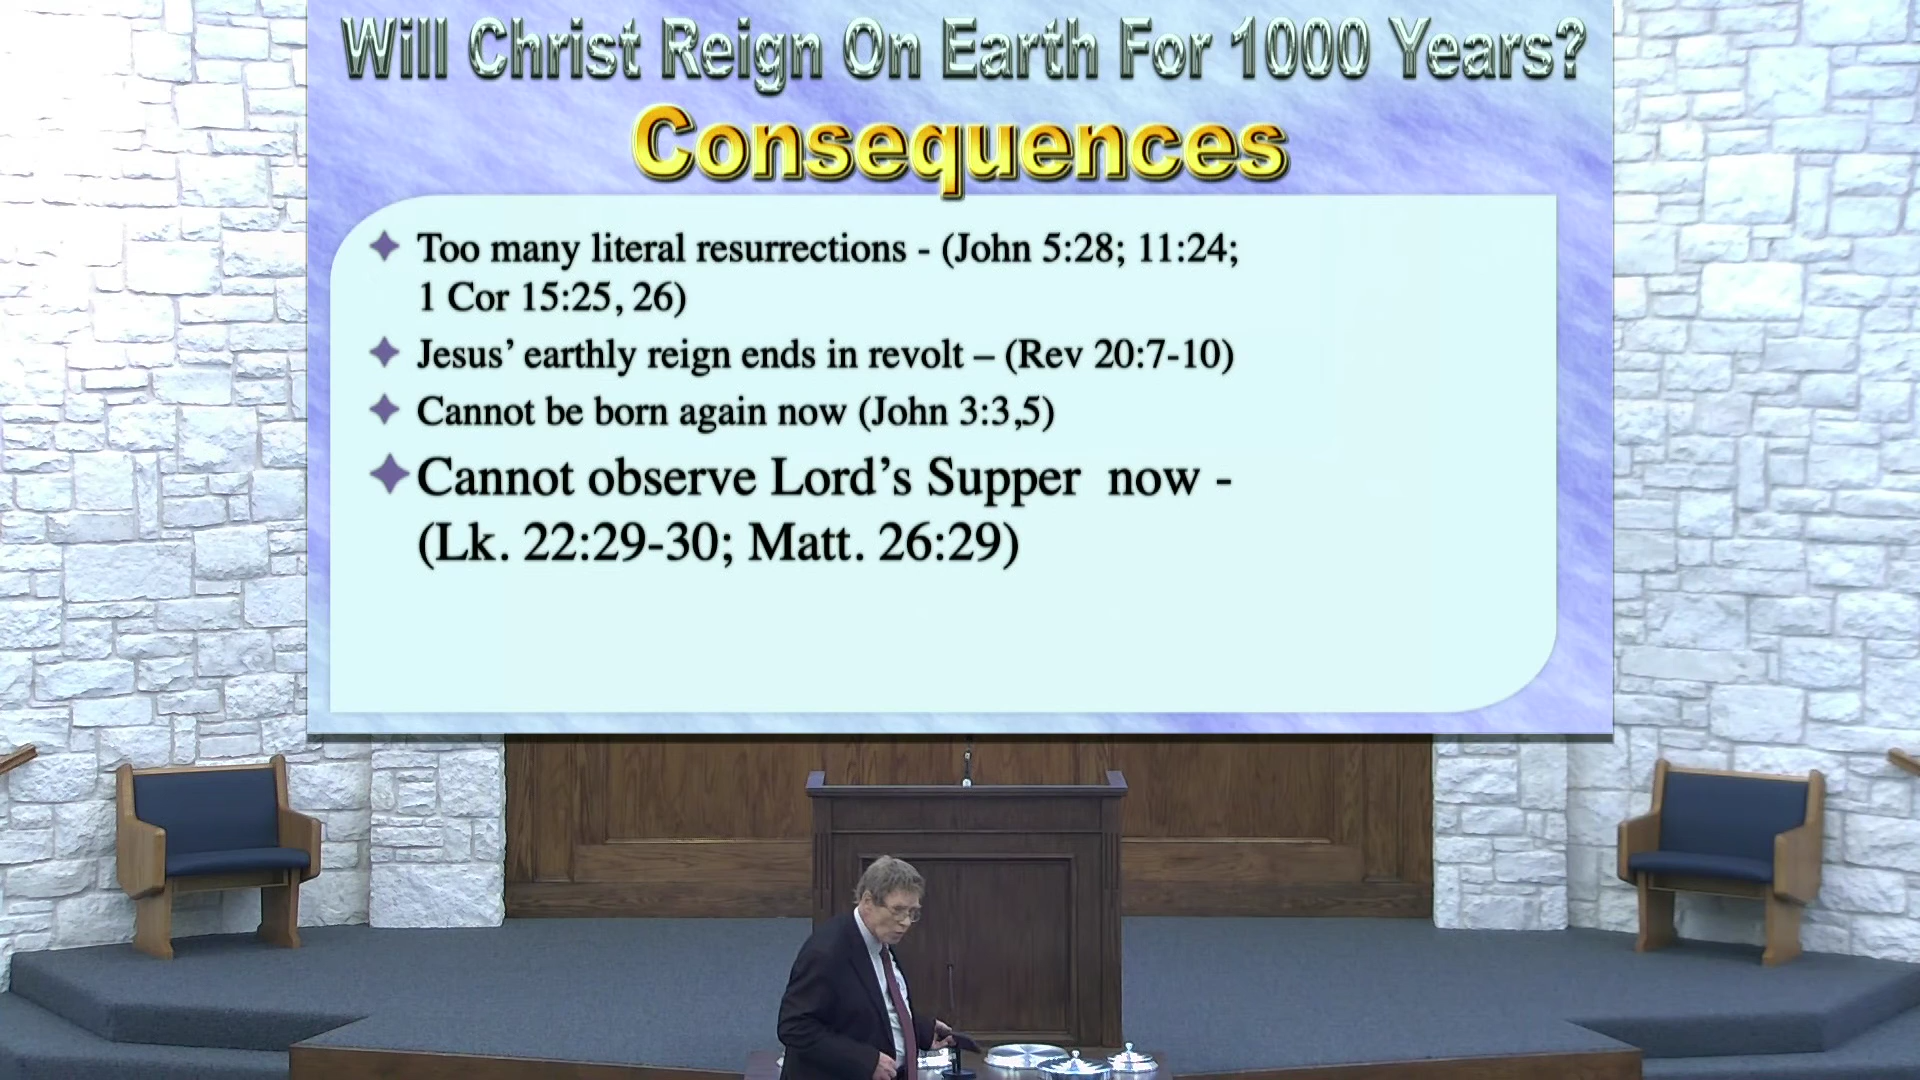 Will Christ Reign On Earth For 1000 Years?
Consequences
Too many literal resurrections - (John 5:28; 11:24;
1 Cor 15:25, 26)
Jesus’ earthly reign ends in revolt – (Rev 20:7-10)
Cannot be born again now (John 3:3,5)
Cannot observe Lord’s Supper now -
(Lk. 22:29-30; Matt. 26:29)